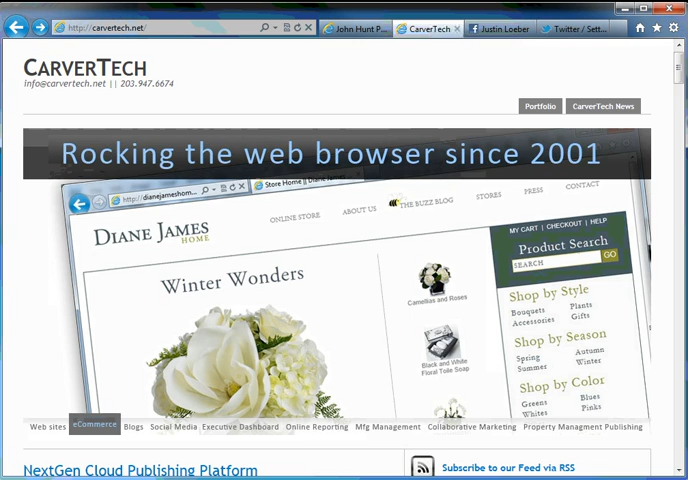 http://carvertech.net/
John Hunt P...
CarverTech
Justin Loeber
Twitter / Sett...
CARVERTECH
info@carvertech.net || 203.947.6674
Portfolio
CarverTech News
Rocking the web browser since 2001
http://dianejameshom...
Store Home || Diane James
DIANE JAMES
HOME
ONLINE STORE
ABOUT US
THE BUZZ BLOG
STORES
PRESS
CONTACT
MY CART | CHECKOUT | HELP
Product Search
SEARCH
GO
Winter Wonders
Camellias and Roses
Black and White
Floral Toile Soap
Shop by Style
Bouquets Plants
Accessories Gifts
Shop by Season
Spring Autumn
Summer Winter
Shop by Color
Greens Blues
Whites Pinks
Web sites eCommerce Blogs Social Media Executive Dashboard Online Reporting Mfg Management Collaborative Marketing Property Managment Publishing
NextGen Cloud Publishing Platform
Subscribe to our Feed via RSS